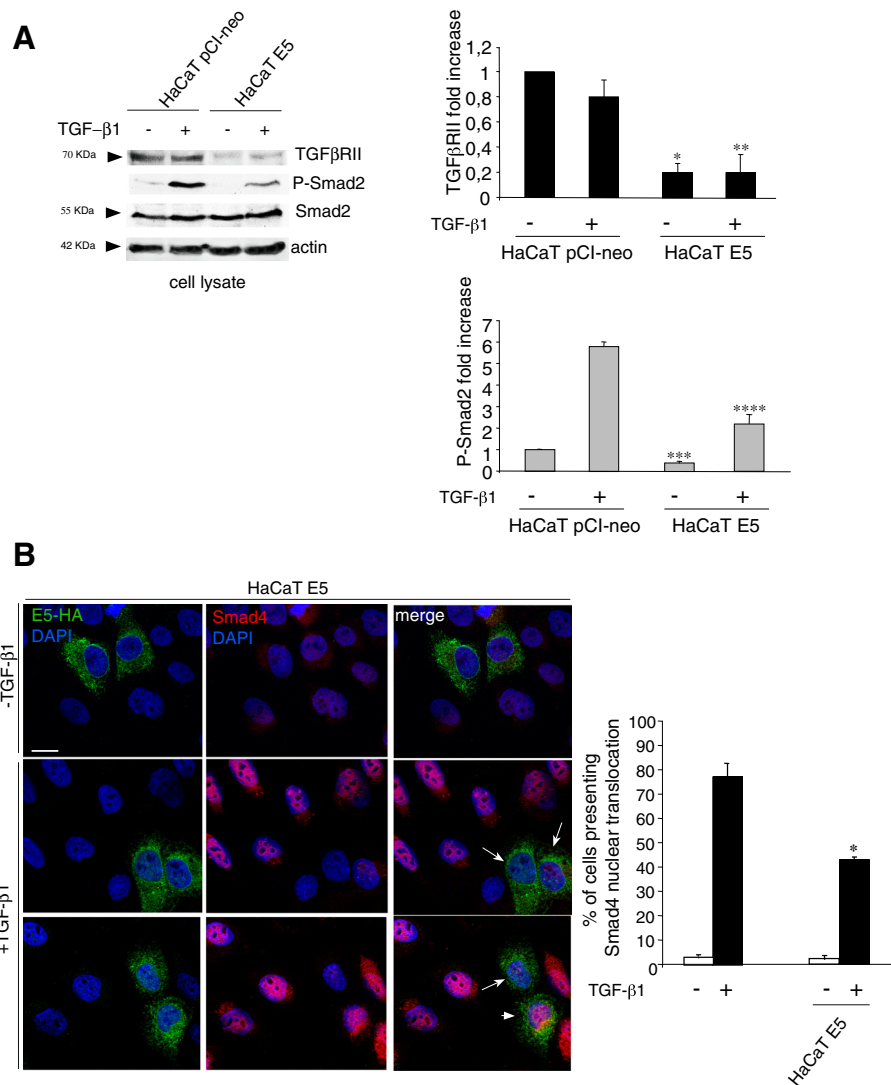 A
HaCaT pCI-neo
HaCaT E5
TGF-β1 - + - +
70 KDa TGFβRII
P-Smad2
55 KDa Smad2
42 KDa actin
cell lysate
TGFβRII fold increase
1,2
1
0,8
0,6
0,4
0,2
0
* **
TGF-β1 - + - +
HaCaT pCI-neo HaCaT E5
P-Smad2 fold increase
7
6
5
4
3
2
1
0
*** ****
TGF-β1 - + - +
HaCaT pCI-neo HaCaT E5
B
HaCaT E5
-TGF-β1
E5-HA Smad4 merge
DAPI DAPI
+TGF-β1
% of cells presenting
Smad4 nuclear translocation
100
90
80
70
60
50
40
30
20
10
0
*
TGF-β1 - + - +
HaCaT E5